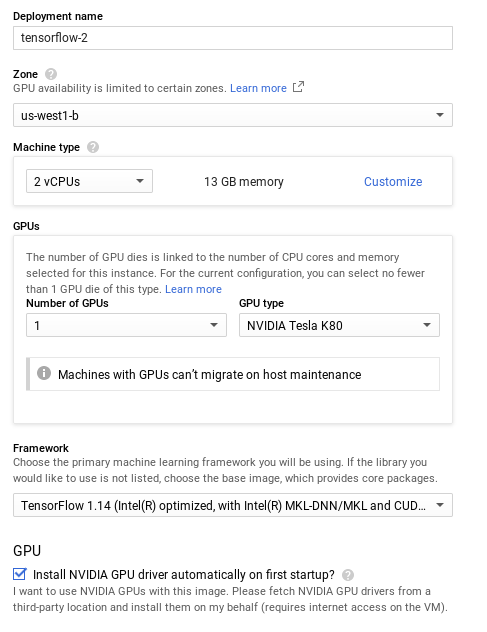 Deployment name
tensorflow-2
Zone
GPU availability is limited to certain zones. Learn more
us-west1-b
Machine type
2 vCPUs 13 GB memory Customize
GPUs
The number of GPU dies is linked to the number of CPU cores and memory
selected for this instance. For the current configuration, you can select no fewer
than 1 GPU die of this type. Learn more
Number of GPUs GPU type
1 NVIDIA Tesla K80
Machines with GPUs can't migrate on host maintenance
Framework
Choose the primary machine learning framework you will be using. If the library you
would like to use is not listed, choose the base image, which provides core packages.
TensorFlow 1.14 (Intel(R) optimized, with Intel(R) MKL-DNN/MKL and CUD...
GPU
Install NVIDIA GPU driver automatically on first startup?
I want to use NVIDIA GPUs with this image. Please fetch NVIDIA GPU drivers from a
third-party location and install them on my behalf (requires internet access on the VM).